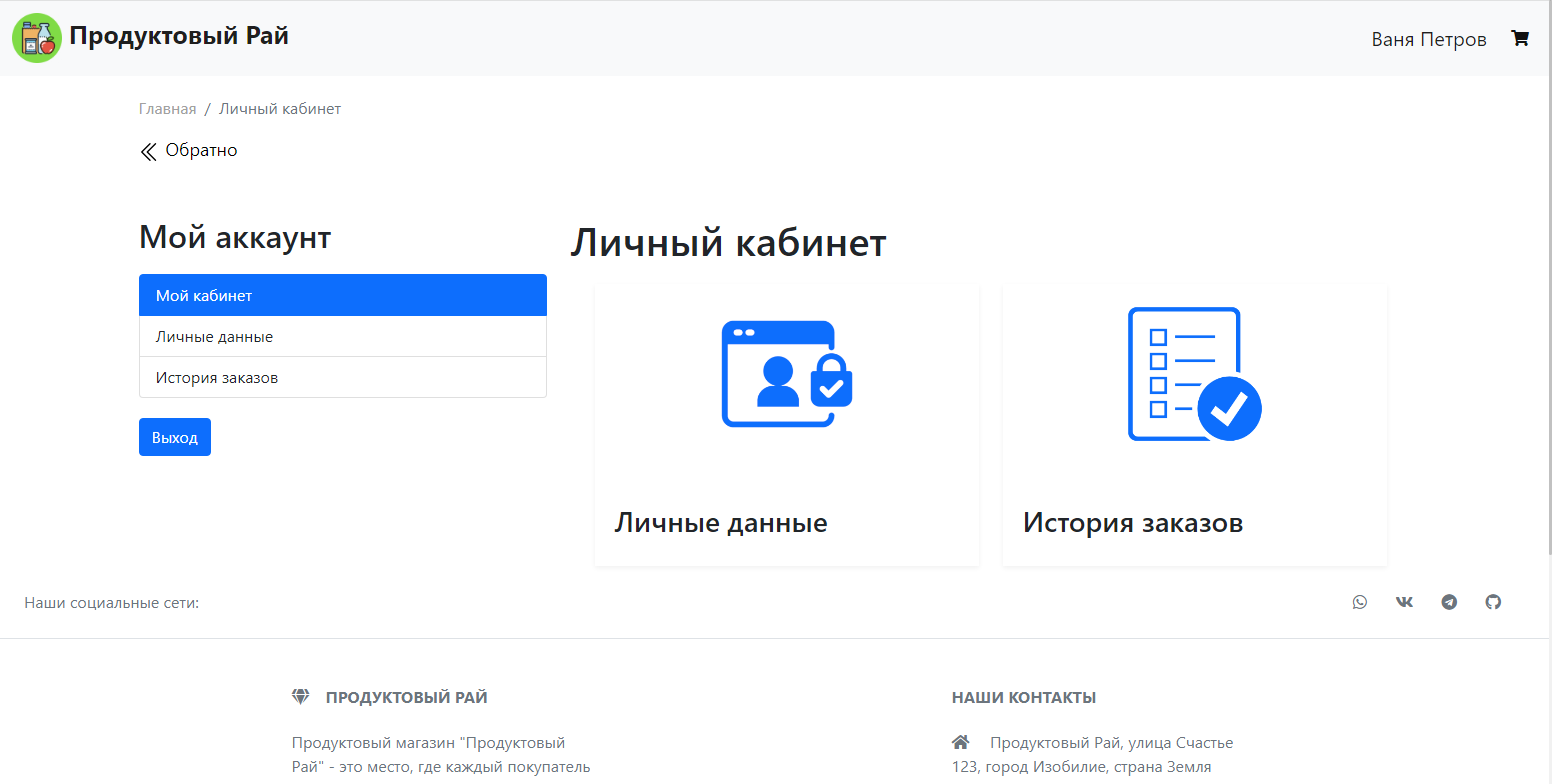 Продуктовый Рай
Ваня Петров
Главная / Личный кабинет
Обратно
Мой аккаунт
Мой кабинет
Личные данные
История заказов
Выход
Личный кабинет
Личные данные
История заказов
Наши социальные сети:
ПРОДУКТОВЫЙ РАЙ
Продуктовый магазин "Продуктовый
Рай" - это место, где каждый покупатель
НАШИ КОНТАКТЫ
Продуктовый Рай, улица Счастье
123, город Изобилие, страна Земля